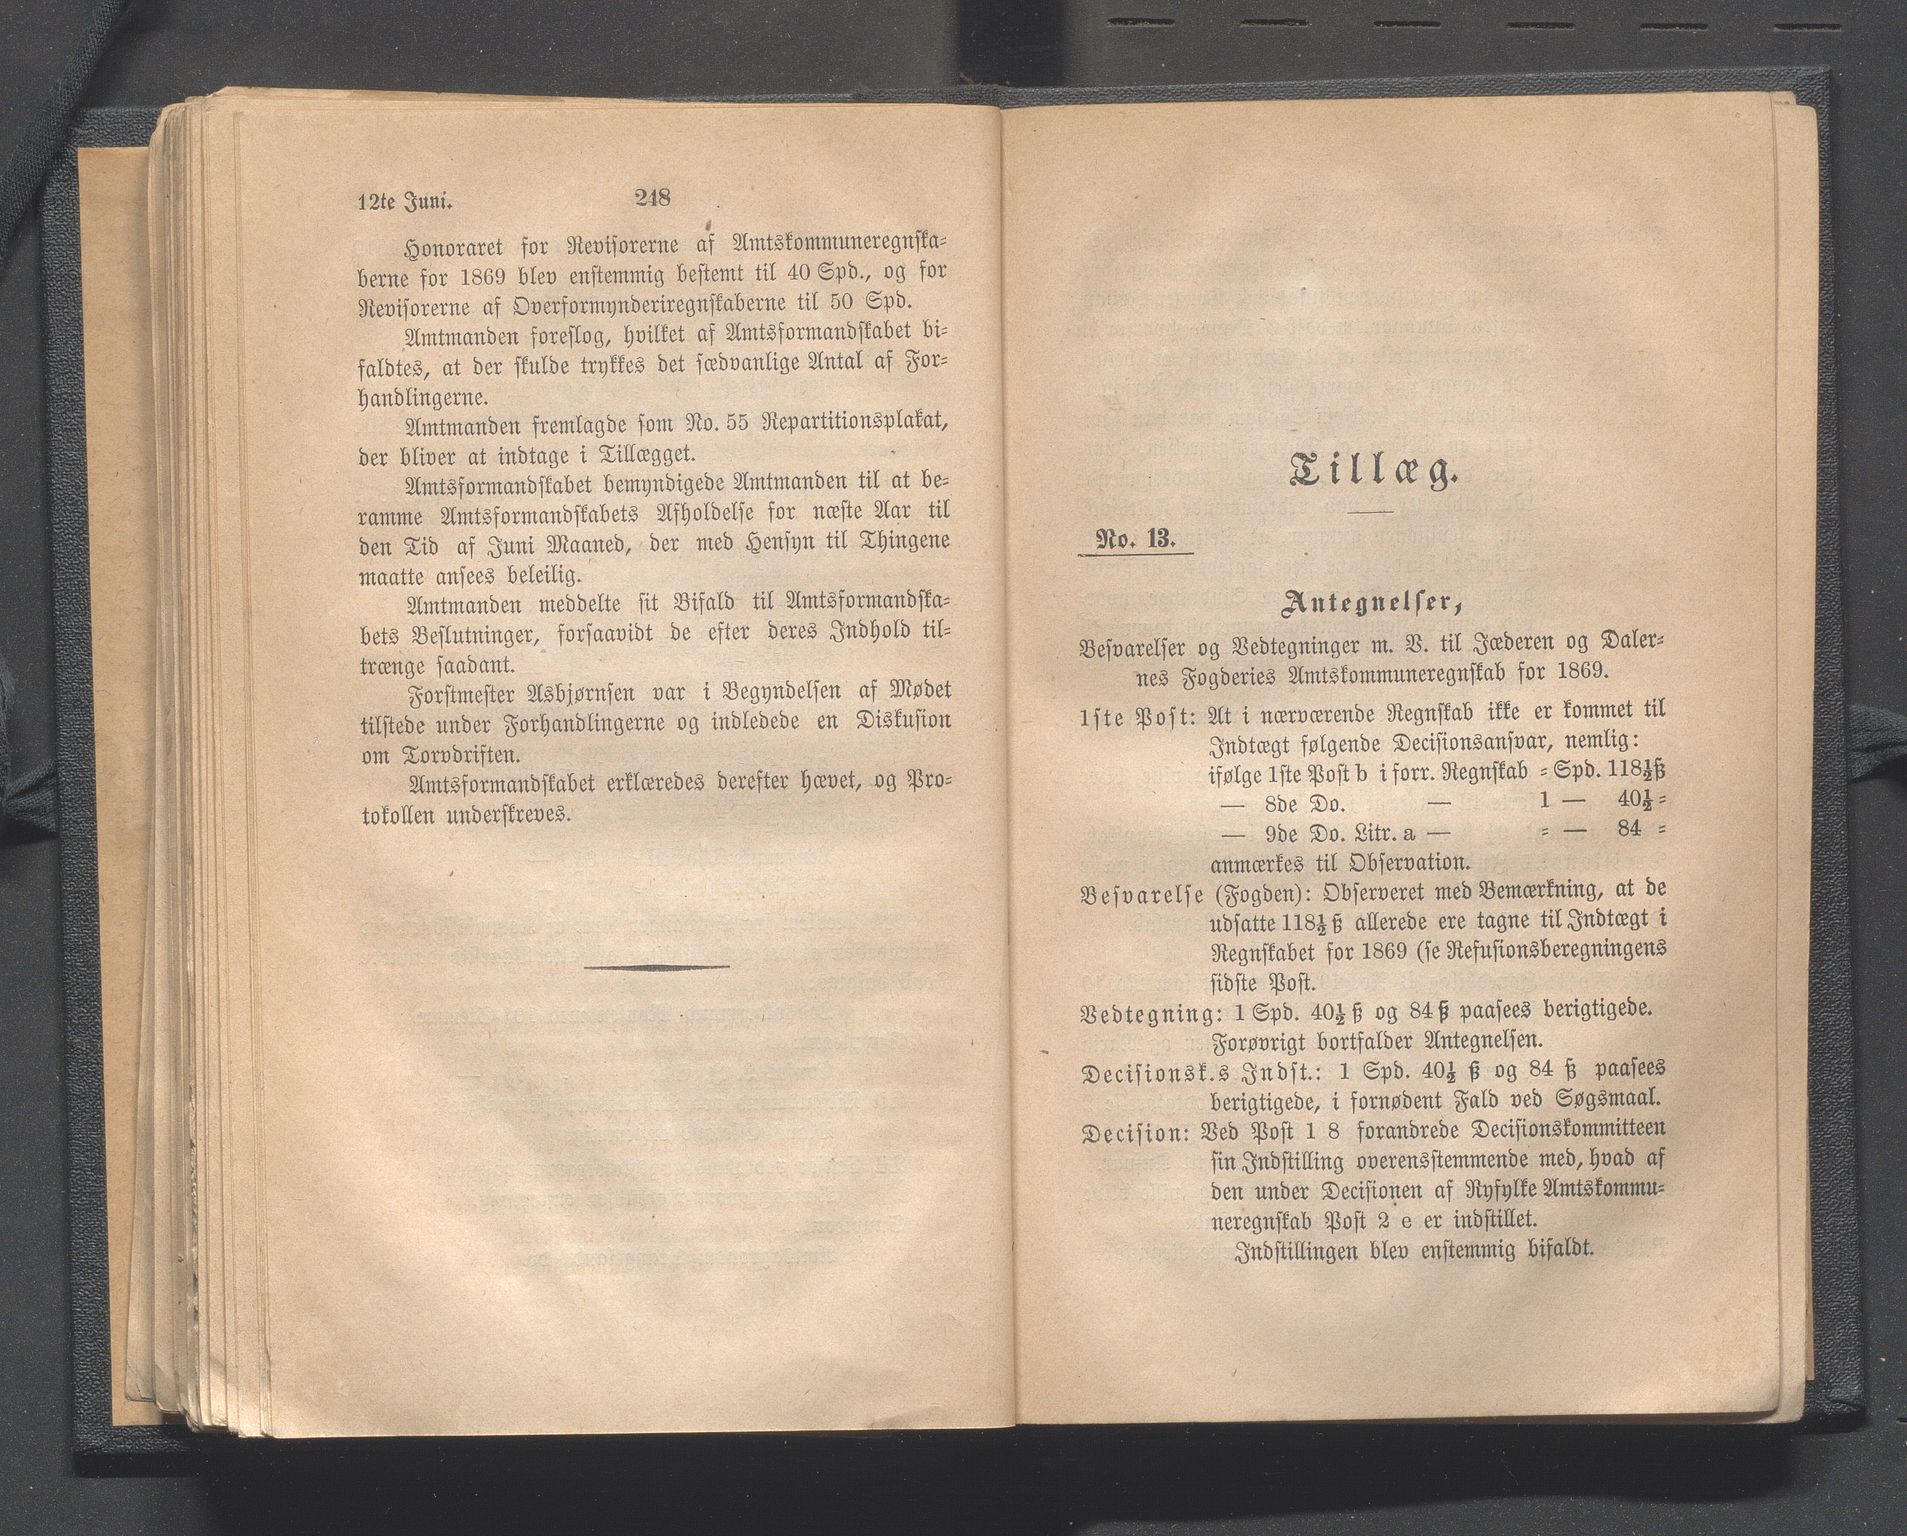 12te Juni. 248
Honoraret for Revisorerne af Amtskommuneregnska-
berne for 1869 blev enstemmig bestemt til 40 Spd., og for
Revisorerne af Overformynderiregnskaberne til 50 Spd.
Amtmanden foreslog, hvilket af Amtsformandskabet bi-
faldtes, at der skulde trykkes det sædvanlige Antal af For-
handlingerne.
Amtmanden fremlagde som No. 55 Repartitionsplakat,
der bliver at indtage i Tillægget.
Amtsformandskabet bemyndigede Amtmanden til at be-
ramme Amtsformandskabets Afholdelse for næste Aar til
den Tid af Juni Maaned, der med Hensyn til Thingene
maatte ansees beleilig.
Amtmanden meddelte sit Bifald til Amtsformandska-
bets Beslutninger, forsaavidt de efter deres Indhold til-
trænge saadant.
Forstmester Asbjørnsen var i Begyndelsen af Mødet
tilstede under Forhandlingerne og indledede en Diskusion
om Torvdriften.
Amtsformandskabet erklæredes derefter hævet, og Pro-
tokollen underskreves.
Tillæg.
No. 13.
Antegnelser,
Besvarelser og Vedtegninger m. V. til Jæderen og Daler-
nes Fogderies Amtskommuneregnskab for 1869.
1ste Post: At i nærværende Regnskab ikke er kommet til
Indtægt følgende Decisionsansvar, nemlig:
ifølge 1ste Post b i forr. Regnskab = Spd. 118½ß
— 8de Do. — 1 — 40½ =
— 9de Do. Litr. a — = — 84 =
anmærkes til Observation.
Besvarelse (Fogden): Observeret med Bemærkning, at de
udsatte 118½ ß allerede ere tagne til Indtægt i
Regnskabet for 1869 (se Refusionsberegningens
sidste Post.
Vedtegning: 1 Spd. 40½ ß og 84 ß paasees berigtigede.
Forøvrigt bortfalder Antegnelsen.
Decisionsk.s Indst.: 1 Spd. 40½ ß og 84 ß paasees
berigtigede, i fornødent Fald ved Søgsmaal.
Decision: Ved Post 1 8 forandrede Decisionskommitteen
sin Indstilling overensstemmende med, hvad af
den under Decisionen af Ryfylke Amtskommu-
neregnskab Post 2 e er indstillet.
Indstillingen blev enstemmig bifaldt.